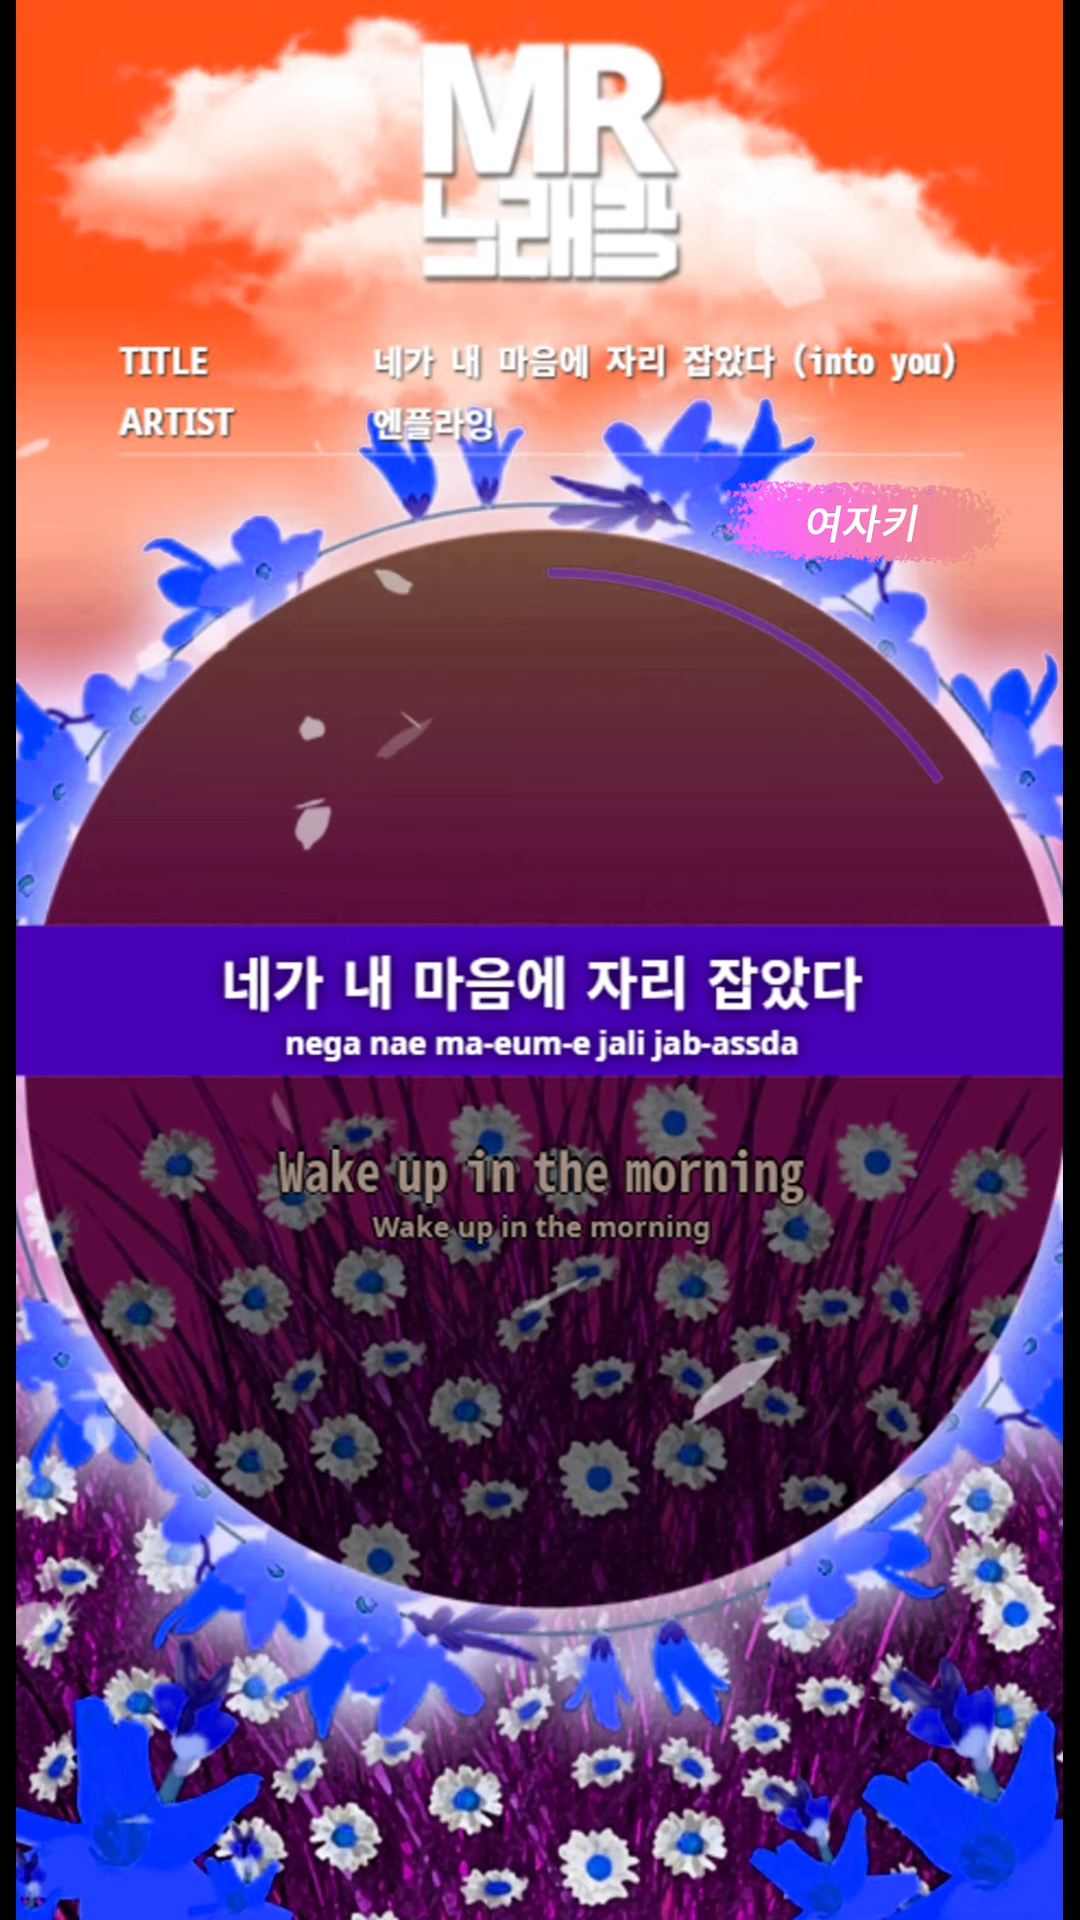 MR
노래방
TITLE 네가 내 마음에 자리 잡았다 (into you)
ARTIST 엔플라잉
여자키
네가 내 마음에 자리 잡았다
nega nae ma-eum-e jali jab-assda
Wake up in the morning
Wake up in the morning